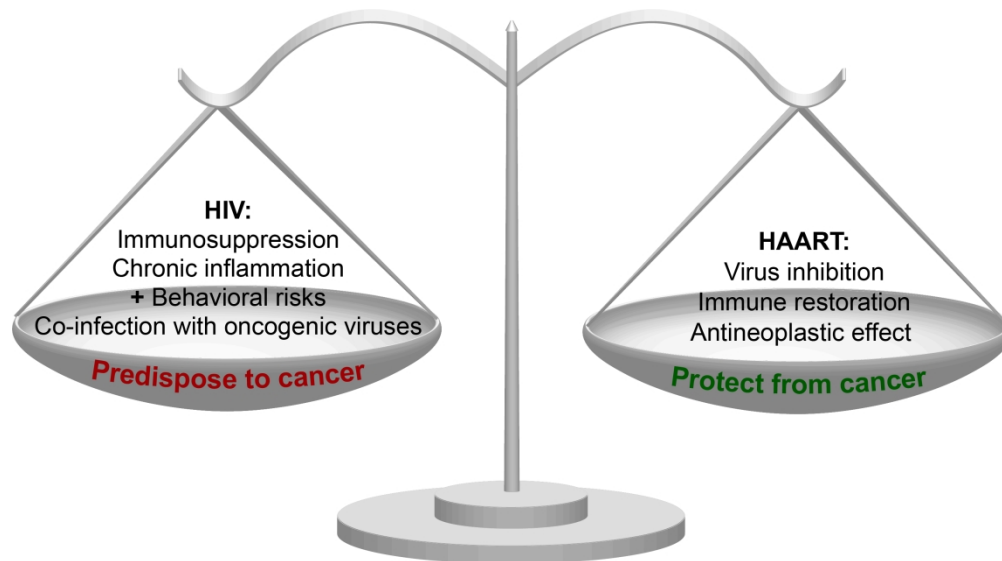 HIV:
Immunosuppression
Chronic inflammation
+ Behavioral risks
Co-infection with oncogenic viruses
Predispose to cancer
HAART:
Virus inhibition
Immune restoration
Antineoplastic effect
Protect from cancer